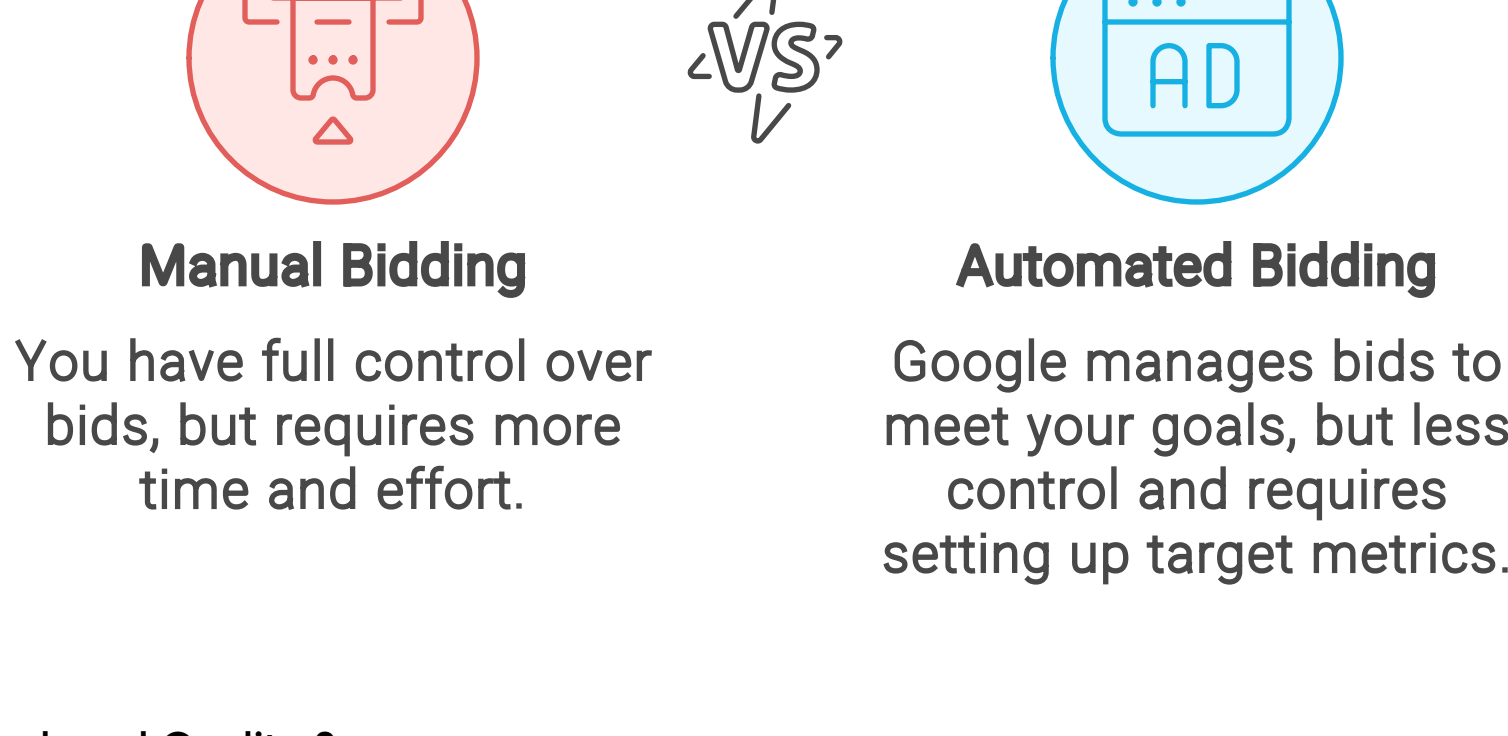 VS
AD
Manual Bidding
Automated Bidding
You have full control over
bids, but requires more
time and effort.
Google manages bids to
meet your goals, but less
control and requires
setting up target metrics.